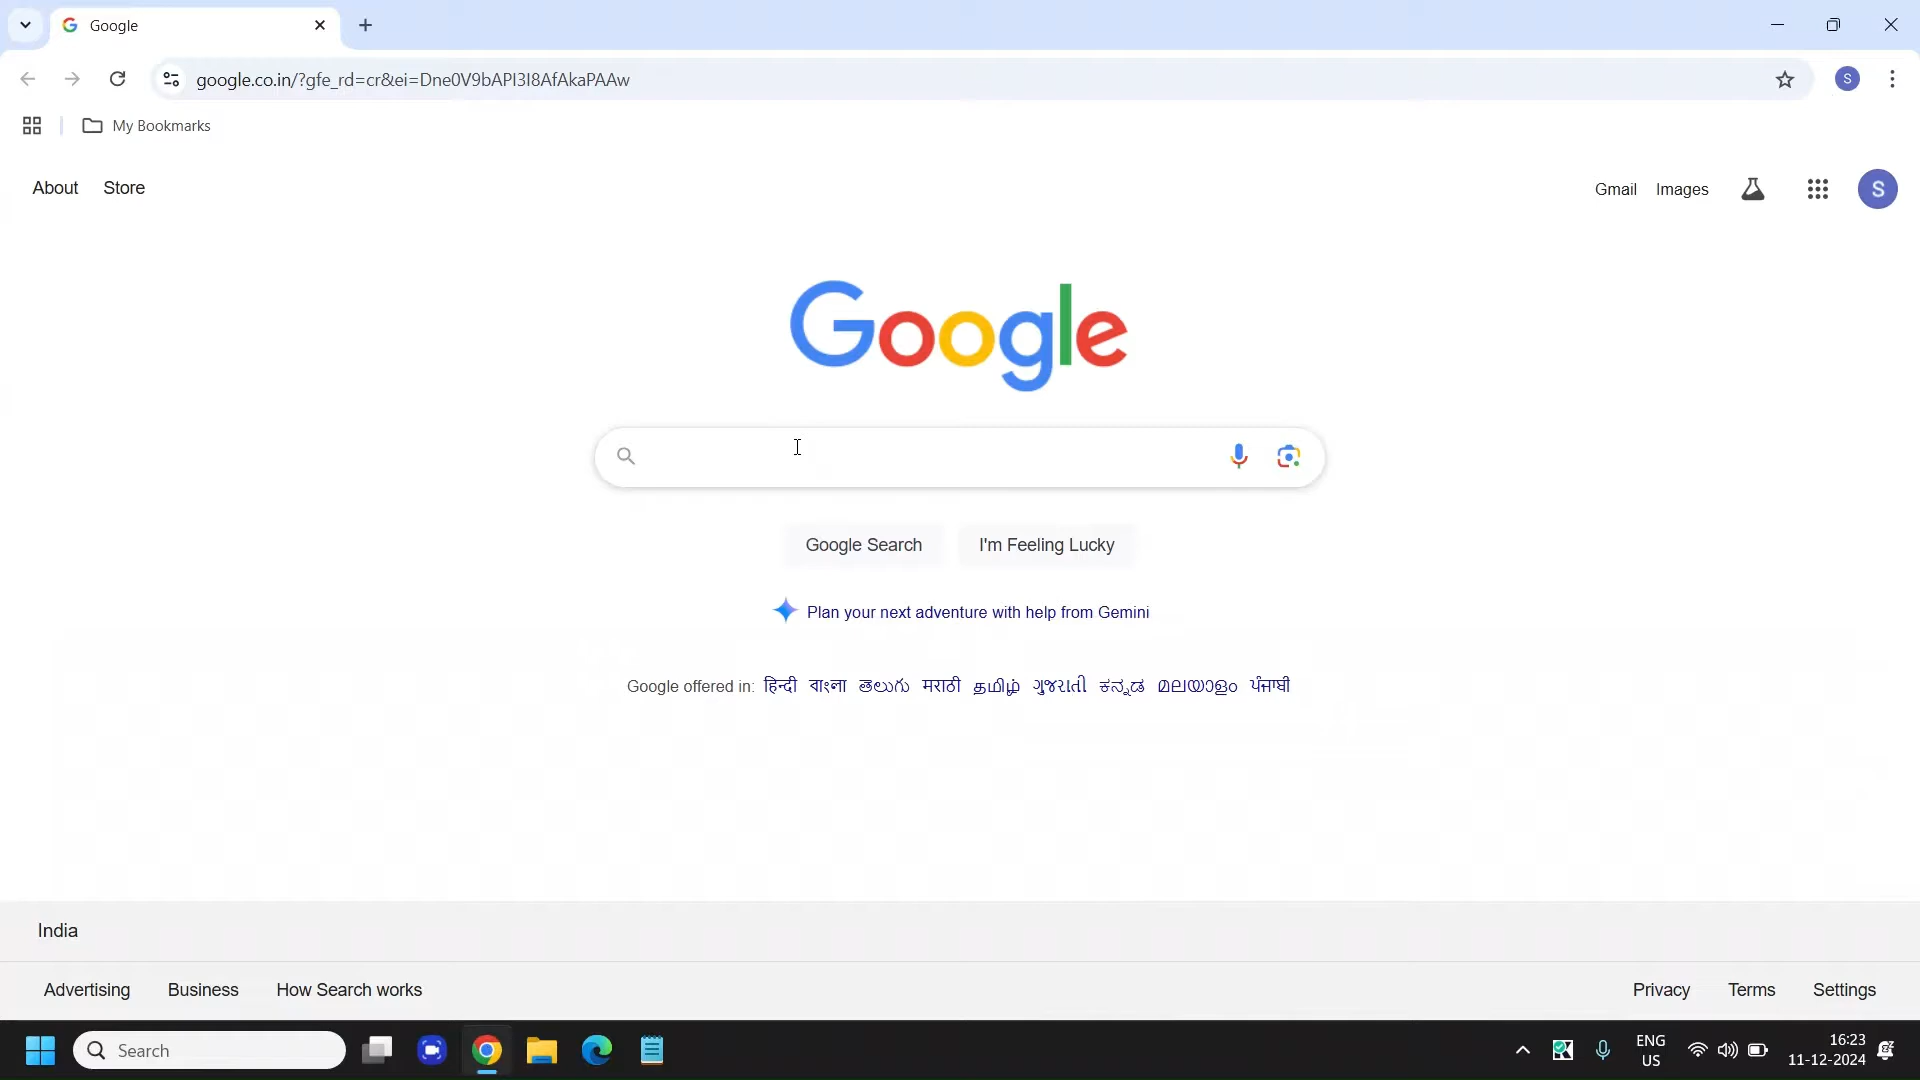 Google
google.co.in/?gfe_rd=cr&ei=Dne0V9bAPI3I8AfAkaPAAw
S
My Bookmarks
About Store
Gmail Images
S
Google
Google Search I'm Feeling Lucky
Plan your next adventure with help from Gemini
Google offered in: हिन्दी বাংলা తెలుగు मराठी தமிழ் ગુજરાતી ಕನ್ನಡ മലയാളം ਪੰਜਾਬੀ
India
Advertising Business How Search works
Privacy Terms Settings
Search
ENG
US
16:23
11-12-2024